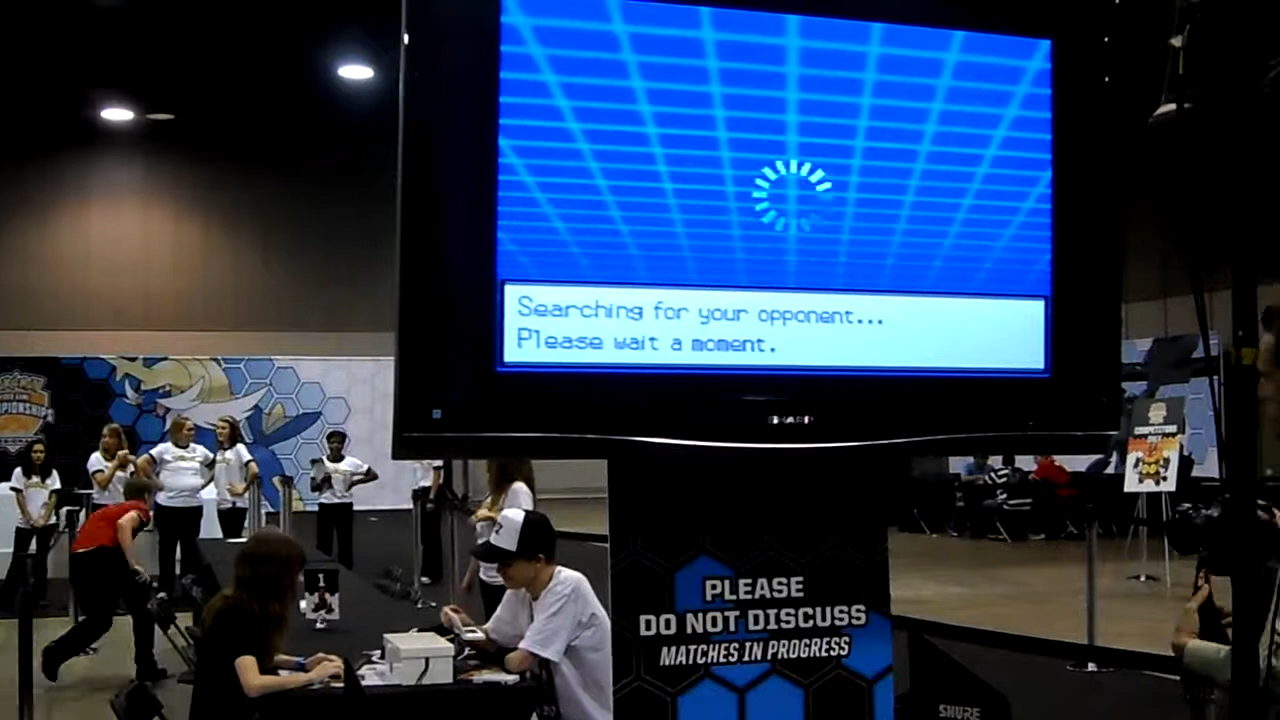 Searching for your opponent...
Please wait a moment.
SHARP
PLEASE
DO NOT DISCUSS
MATCHES IN PROGRESS
1
SHURE